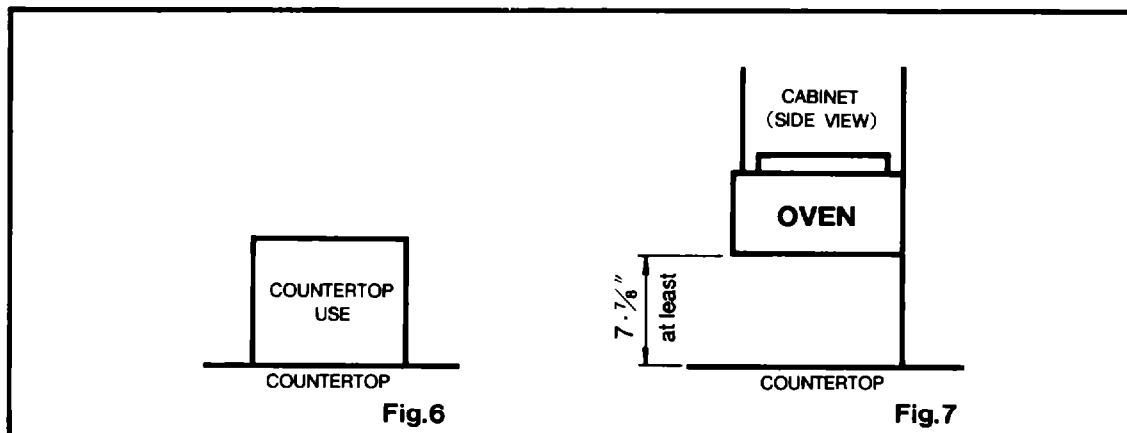 COUNTERTOP
USE
COUNTERTOP
Fig.6
CABINET
(SIDE VIEW)
OVEN
7·7/8"
at least
COUNTERTOP
Fig.7